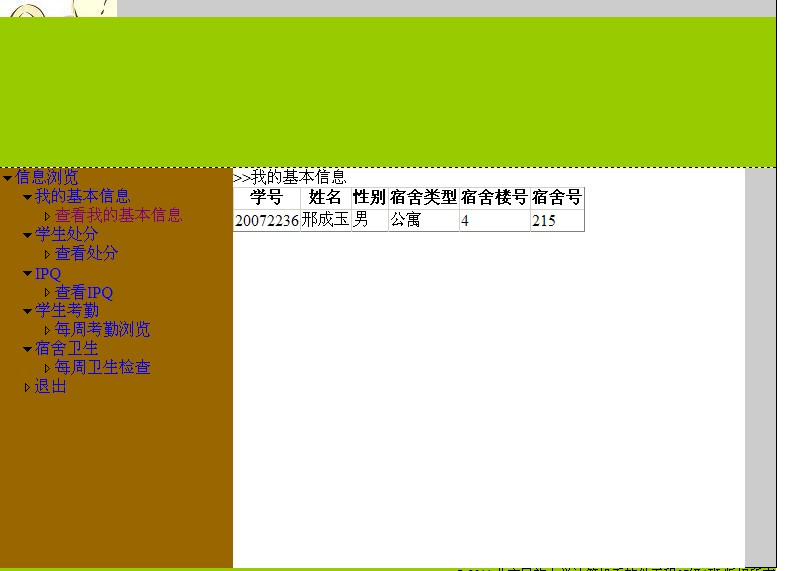 信息浏览
我的基本信息
查看我的基本信息
学生处分
查看处分
IPQ
查看IPQ
学生考勤
每周考勤浏览
宿舍卫生
每周卫生检查
退出
>>我的基本信息
学号 姓名 性别 宿舍类型 宿舍楼号 宿舍号
20072236 邢成玉 男 公寓 4 215